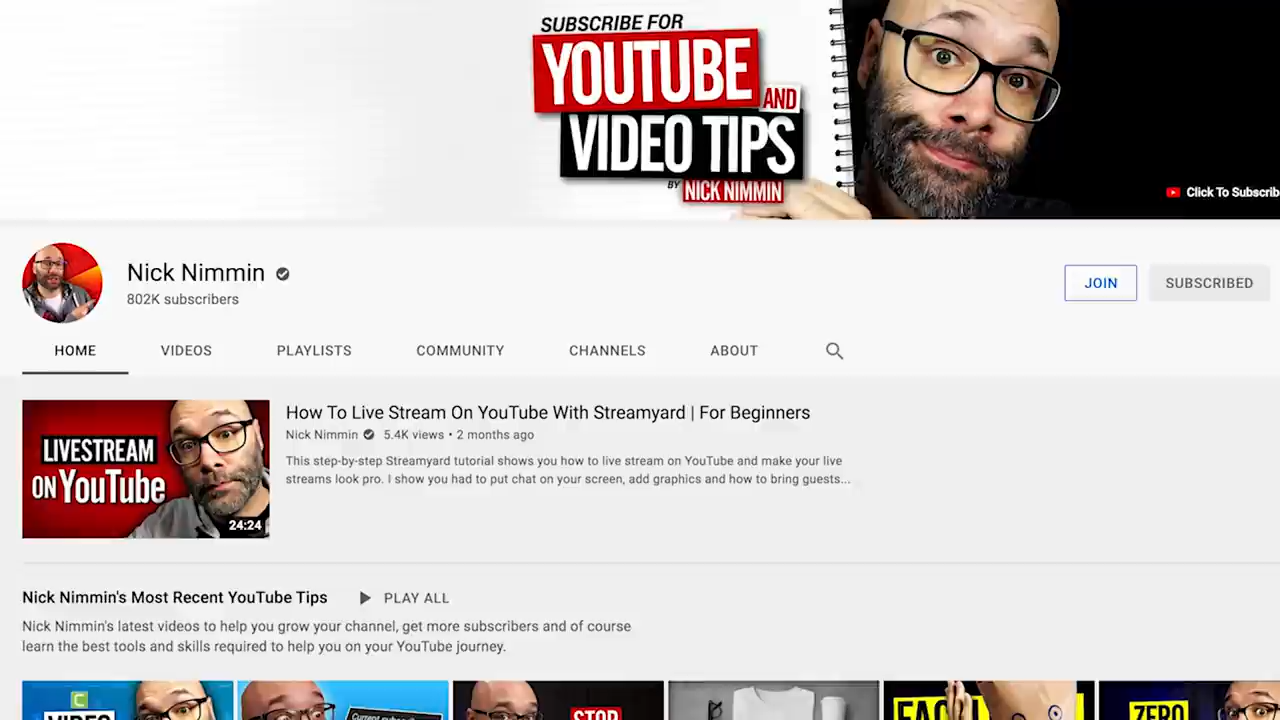 SUBSCRIBE FOR
YOUTUBE AND
VIDEO TIPS
BY NICK NIMMIN
Click To Subscrib
Nick Nimmin
802K subscribers
JOIN
SUBSCRIBED
HOME VIDEOS PLAYLISTS COMMUNITY CHANNELS ABOUT
LIVESTREAM
ON YouTube
24:24
How To Live Stream On YouTube With Streamyard | For Beginners
Nick Nimmin 5.4K views • 2 months ago
This step-by-step Streamyard tutorial shows you how to live stream on YouTube and make your live
streams look pro. I show you had to put chat on your screen, add graphics and how to bring guests...
Nick Nimmin's Most Recent YouTube Tips PLAY ALL
Nick Nimmin's latest videos to help you grow your channel, get more subscribers and of course
learn the best tools and skills required to help you on your YouTube journey.
VIDEO
Current subscribers
STOP
ZERO